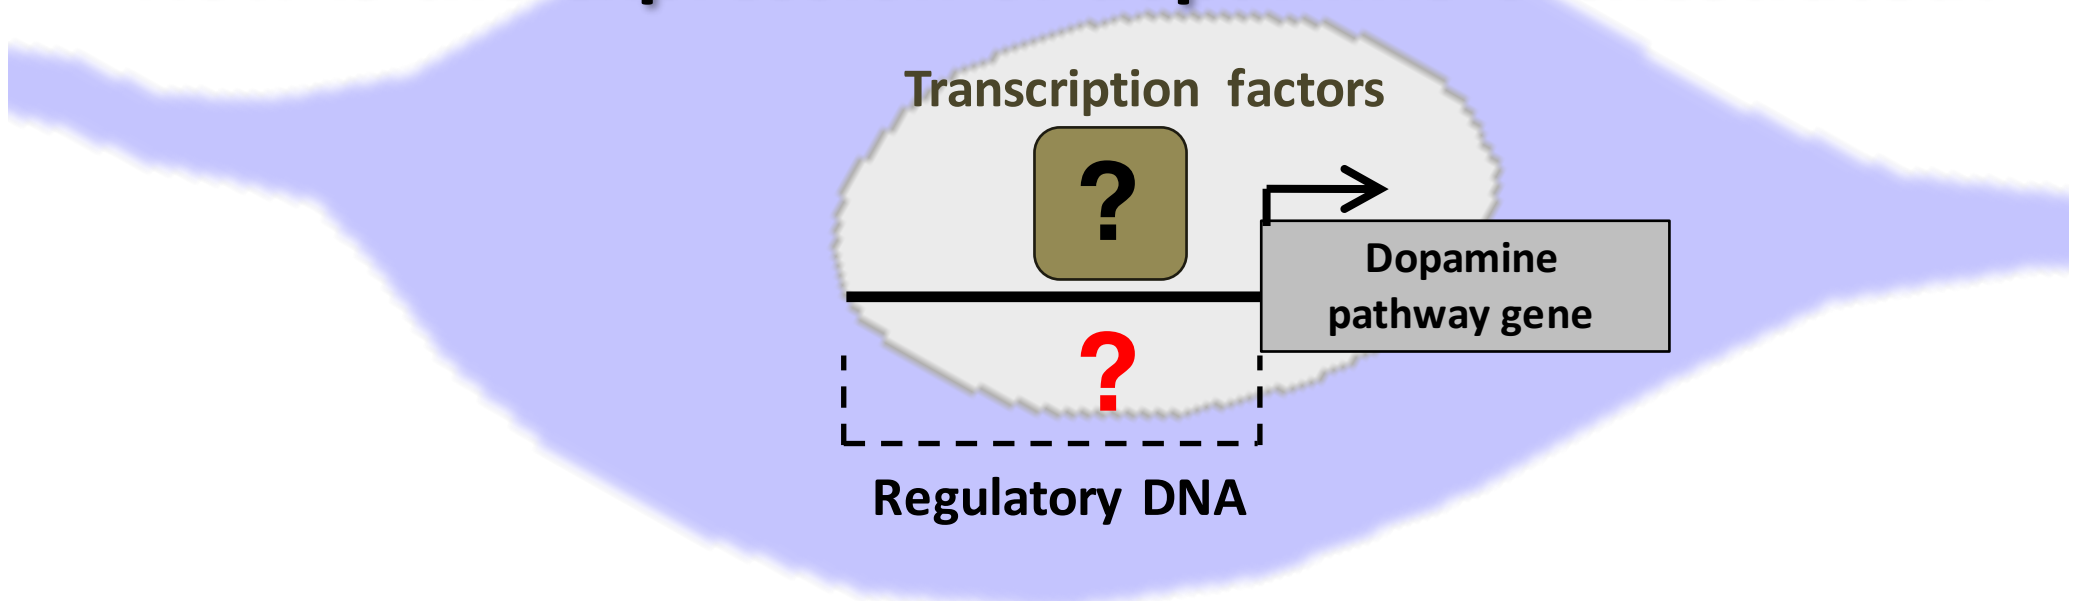 Transcription factors
?
Dopamine
pathway gene
?
Regulatory DNA